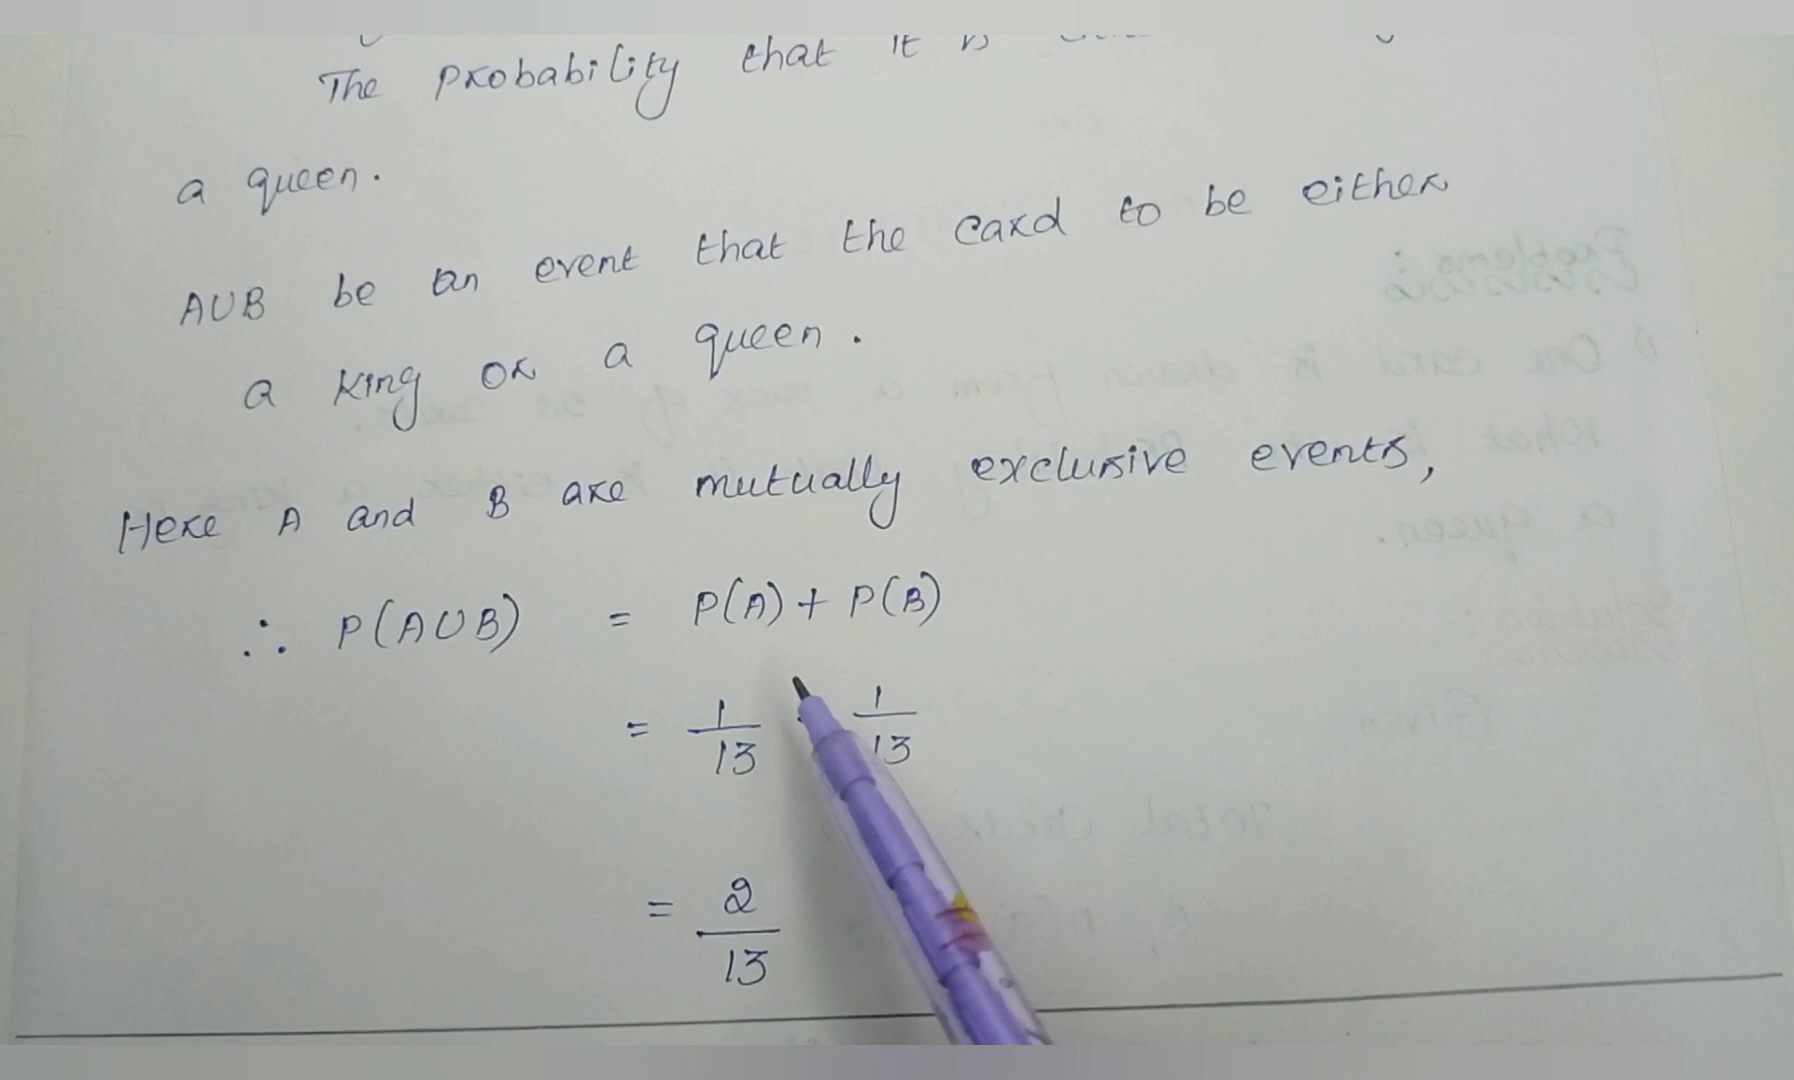 The probability that it is
a queen.
AUB be an event that the card to be either
a king or a queen.
Here A and B are mutually exclusive events,
∴ P(AUB) = P(A) + P(B)
= 1/13 1/13
= 2/13